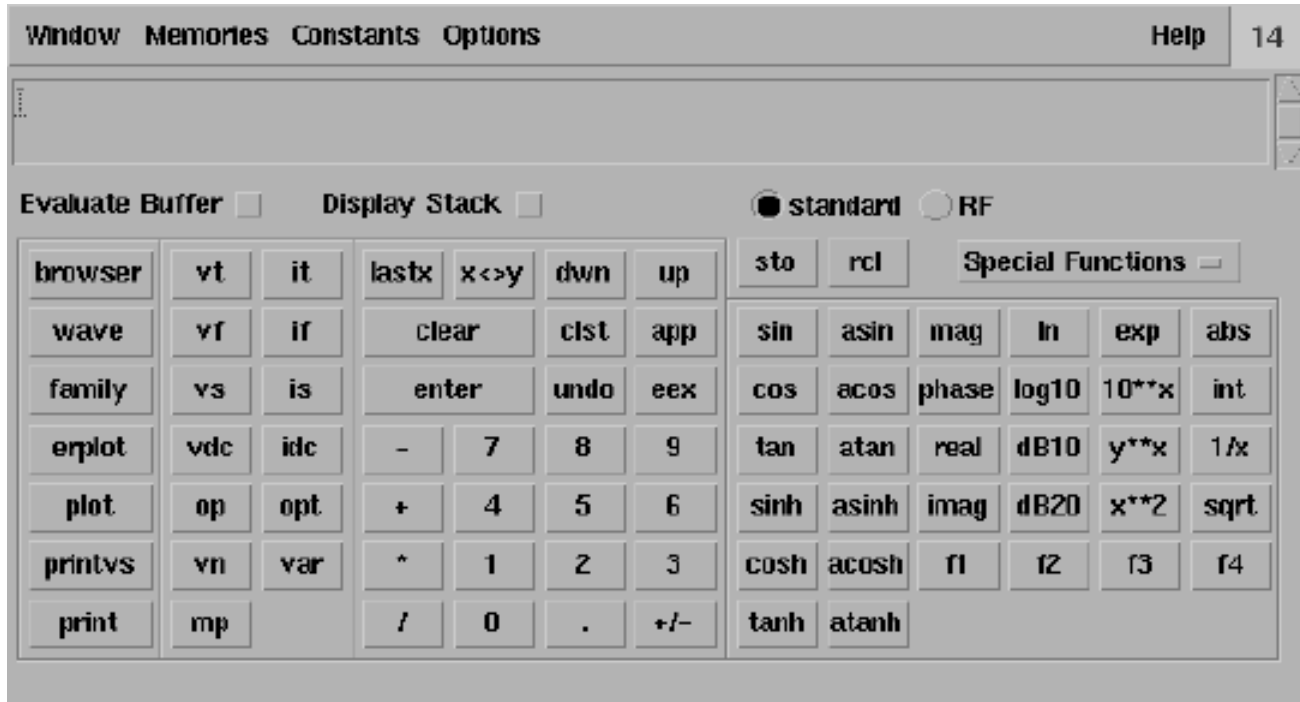 Window Memories Constants Options Help 14
Evaluate Buffer Display Stack standard RF
browser vt it lastx x<>y dwn up sto rcl Special Functions
wave vf if clear clst app sin asin mag ln exp abs
family vs is enter undo eex cos acos phase log10 10**x int
erplot vdc idc - 7 8 9 tan atan real dB10 y**x 1/x
plot op opt + 4 5 6 sinh asinh imag dB20 x**2 sqrt
printvs vn var * 1 2 3 cosh acosh f1 f2 f3 f4
print mp / 0 . +/- tanh atanh